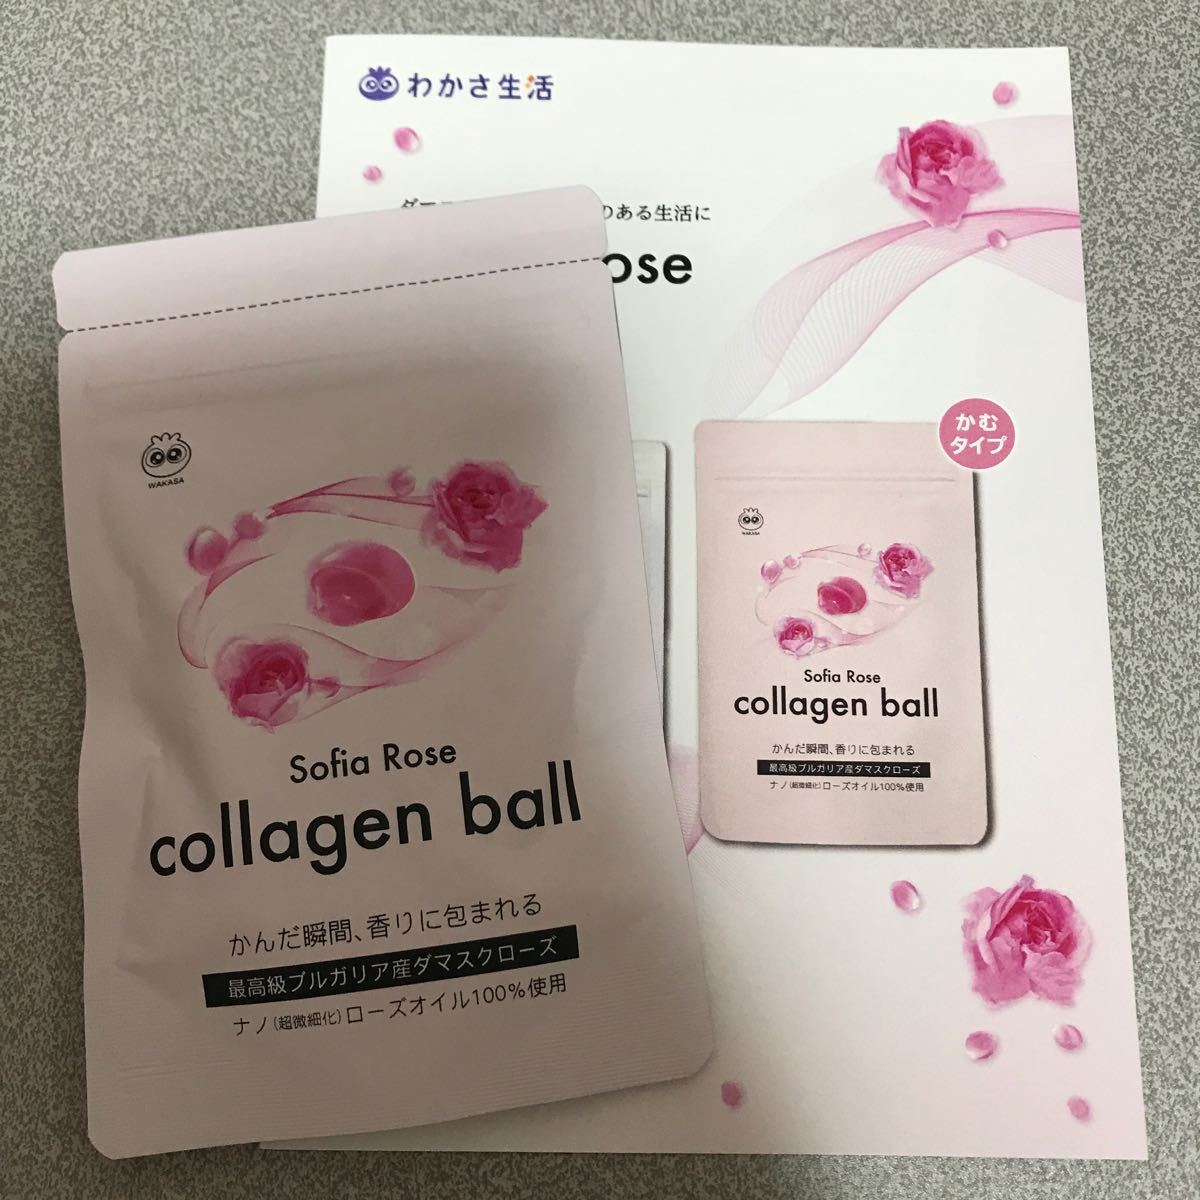 わかさ生活
のある生活に
ose
かむ
タイプ
WAKASA
Sofia Rose
collagen ball
かんだ瞬間、香りに包まれる
最高級ブルガリア産ダマスクローズ
ナノ(超微細化)ローズオイル100%使用
WAKASA
Sofia Rose
collagen ball
かんだ瞬間、香りに包まれる
最高級ブルガリア産ダマスクローズ
ナノ(超微細化)ローズオイル100%使用